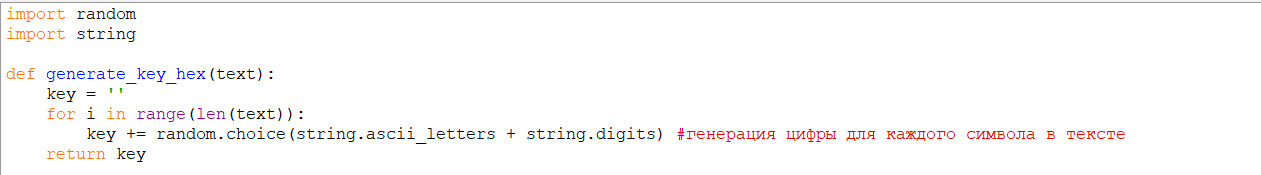 import random
import string

def generate_key_hex(text):
    key = ''
    for i in range(len(text)):
        key += random.choice(string.ascii_letters + string.digits) #генерация цифры для каждого символа в тексте
    return key